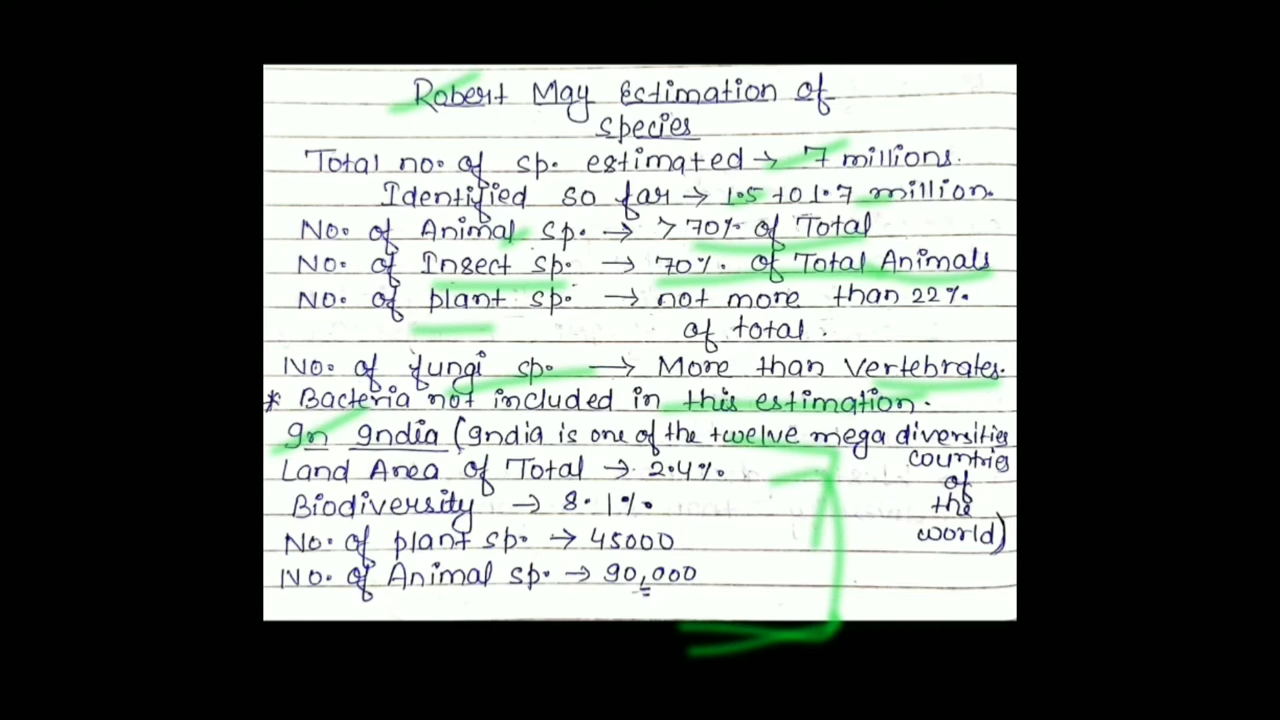 Robert May Estimation of
species
Total no. of sp. estimated → 7 millions.
Identified so far → 1.5 to 1.7 million.
No. of Animal sp. → > 70% of Total
No. of Insect sp. → 70% of Total Animals
No. of plant sp. → not more than 22%
of total.
No. of fungi sp. → More than vertebrates.
* Bacteria not included in this estimation.
In India (India is one of the twelve mega diversities
countries
of
the
world)
Land Area of Total → 2.4%
Biodiversity → 8.1%
No. of plant sp. → 45000
No. of Animal sp. → 90,000